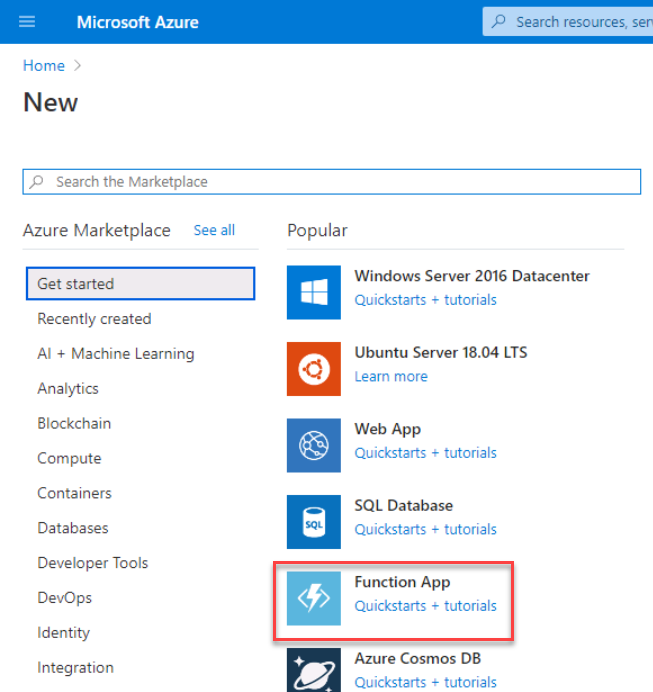 Microsoft Azure
Search resources, ser
Home
New
Search the Marketplace
Azure Marketplace See all
Get started
Recently created
AI + Machine Learning
Analytics
Blockchain
Compute
Containers
Databases
Developer Tools
DevOps
Identity
Integration
Popular
Windows Server 2016 Datacenter
Quickstarts + tutorials
Ubuntu Server 18.04 LTS
Learn more
Web App
Quickstarts + tutorials
SQL Database
SQL
Quickstarts + tutorials
Function App
Quickstarts + tutorials
Azure Cosmos DB
Quickstarts + tutorials